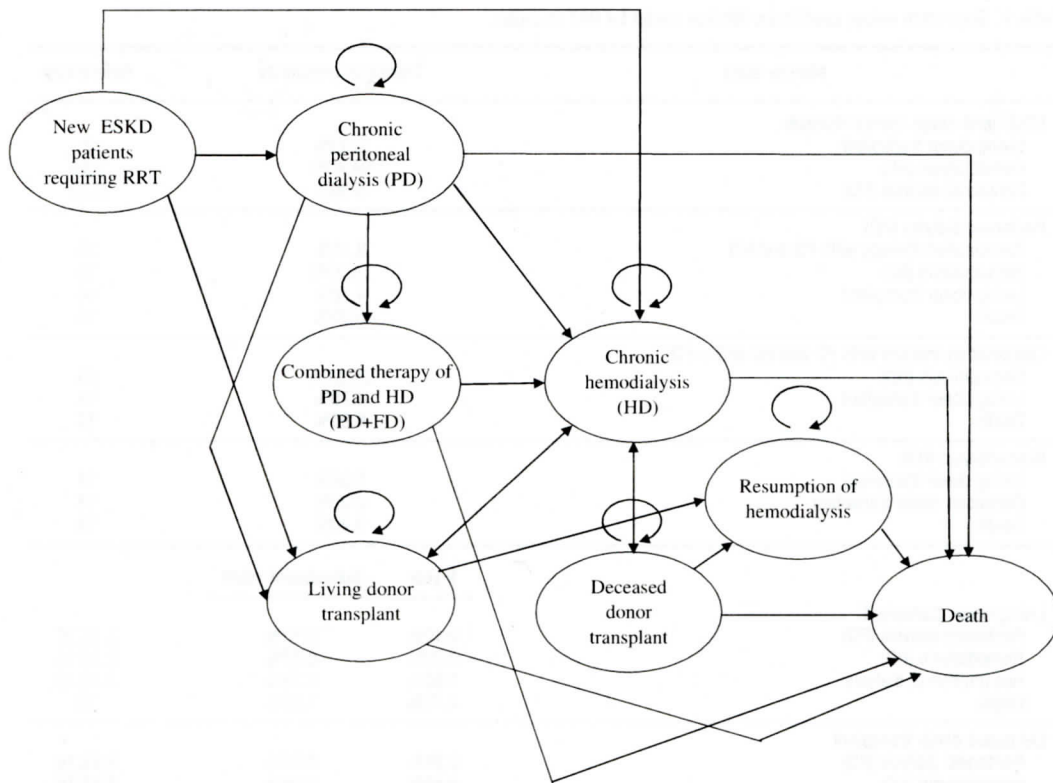 New ESKD
patients
requiring RRT
Chronic
peritoneal
dialysis (PD)
Combined therapy of
PD and HD
(PD+FD)
Chronic
hemodialysis
(HD)
Resumption of
hemodialysis
Living donor
transplant
Deceased
donor
transplant
Death